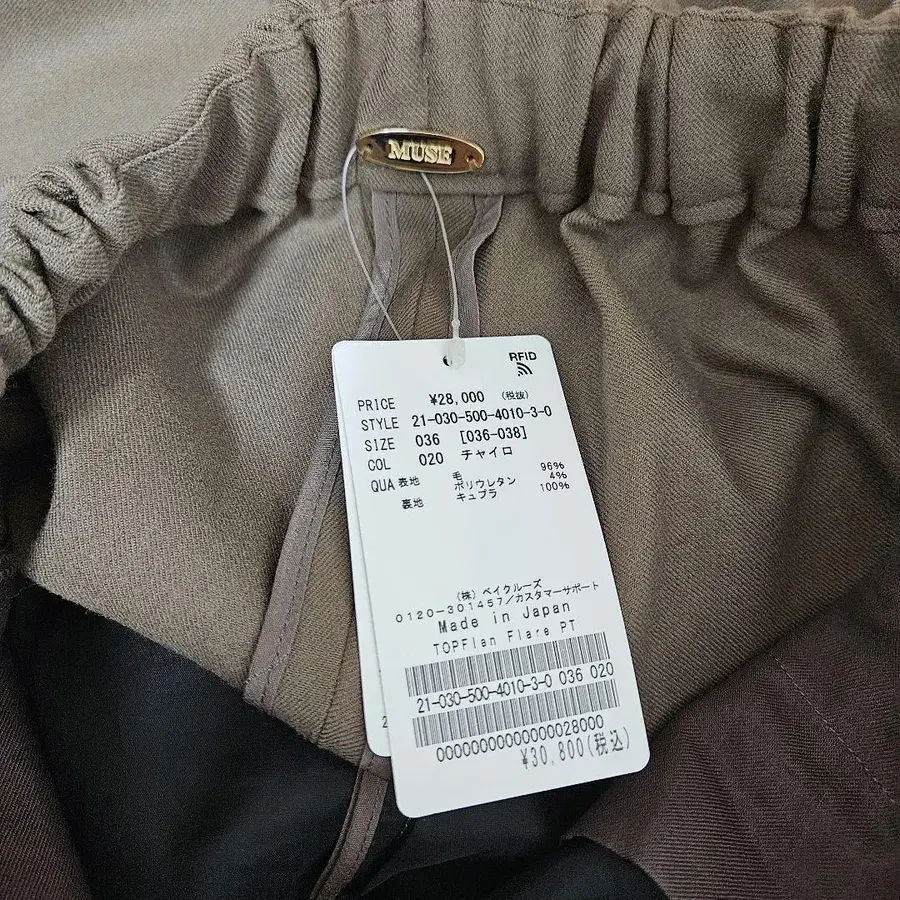 MUSE
RFID
PRICE ¥28,000 (税抜)
STYLE 21-030-500-4010-3-0
SIZE 036 [036-038]
COL 020 チャイロ
QUA 表地 毛 96%
ポリウレタン 4%
裏地 キュプラ 100%
(株) ベイクルーズ
0120-301457/カスタマーサポート
Made in Japan
TOPFlan Flare PT
21-030-500-4010-3-0 036 020
00000000000000028000
¥30,800(税込)
2